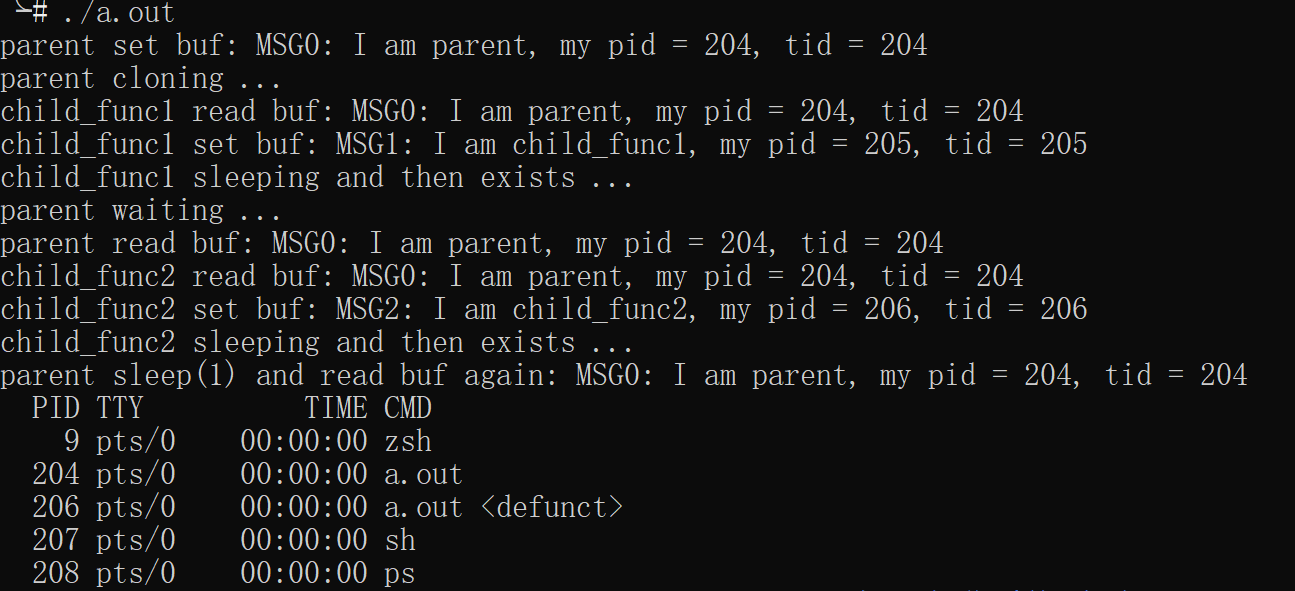 # ./a.out
parent set buf: MSG0: I am parent, my pid = 204, tid = 204
parent cloning ...
child_func1 read buf: MSG0: I am parent, my pid = 204, tid = 204
child_func1 set buf: MSG1: I am child_func1, my pid = 205, tid = 205
child_func1 sleeping and then exists ...
parent waiting ...
parent read buf: MSG0: I am parent, my pid = 204, tid = 204
child_func2 read buf: MSG0: I am parent, my pid = 204, tid = 204
child_func2 set buf: MSG2: I am child_func2, my pid = 206, tid = 206
child_func2 sleeping and then exists ...
parent sleep(1) and read buf again: MSG0: I am parent, my pid = 204, tid = 204
  PID TTY          TIME CMD
    9 pts/0    00:00:00 zsh
  204 pts/0    00:00:00 a.out
  206 pts/0    00:00:00 a.out <defunct>
  207 pts/0    00:00:00 sh
  208 pts/0    00:00:00 ps